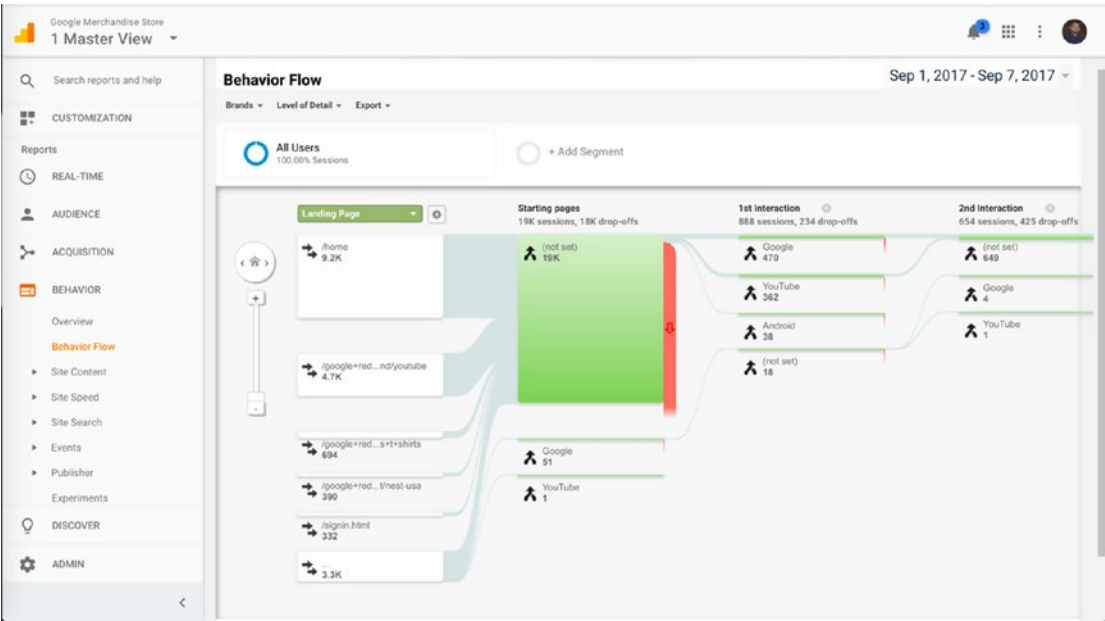 Google Merchandise Store
1 Master View
3
Search reports and help
CUSTOMIZATION
Reports
REAL-TIME
AUDIENCE
ACQUISITION
BEHAVIOR
Overview
Behavior Flow
Site Content
Site Speed
Site Search
Events
Publisher
Experiments
DISCOVER
ADMIN
Behavior Flow
Sep 1, 2017 - Sep 7, 2017
Brands Level of Detail Export
All Users
100.00% Sessions
+ Add Segment
Landing Page
/home
9.2K
/google+red...nd/youtube
4.7K
/google+red...s+t+shirts
694
/google+red...t/nest-usa
390
/signin.html
332
...
3.3K
Starting pages
19K sessions, 18K drop-offs
(not set)
19K
Google
51
YouTube
1
1st Interaction
888 sessions, 234 drop-offs
Google
470
YouTube
362
Android
38
(not set)
18
2nd Interaction
654 sessions, 425 drop-offs
(not set)
649
Google
4
YouTube
1